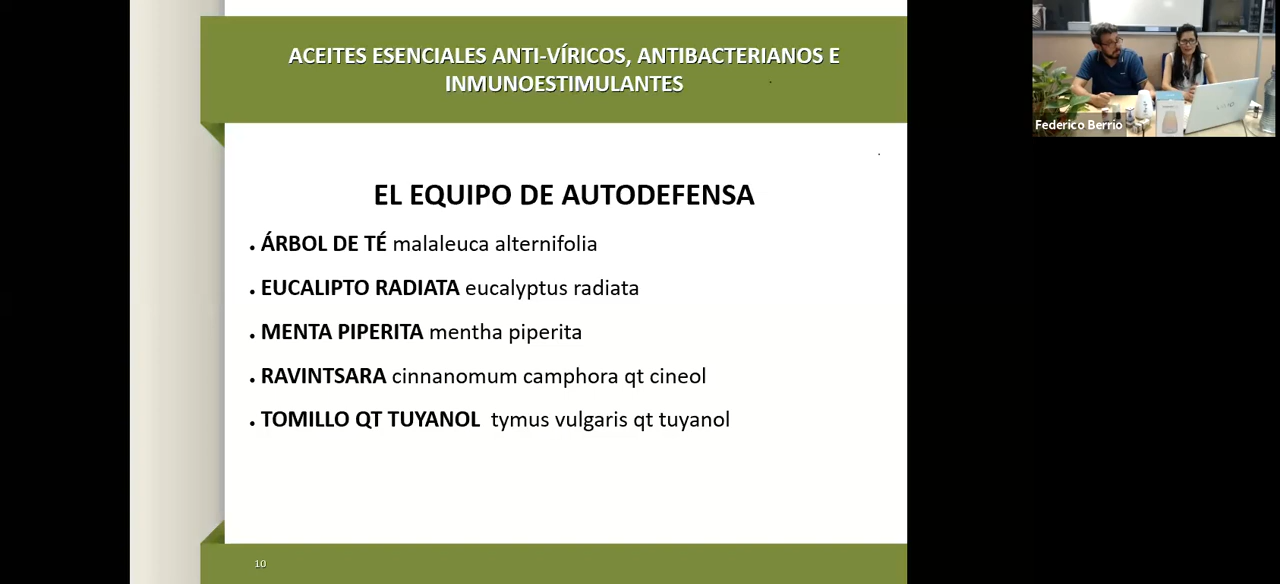 ACEITES ESENCIALES ANTI-VÍRICOS, ANTIBACTERIANOS E
INMUNOESTIMULANTES
EL EQUIPO DE AUTODEFENSA
• ÁRBOL DE TÉ malaleuca alternifolia
• EUCALIPTO RADIATA eucalyptus radiata
• MENTA PIPERITA mentha piperita
• RAVINTSARA cinnanomum camphora qt cineol
• TOMILLO QT TUYANOL tymus vulgaris qt tuyanol
10
Federico Berrio